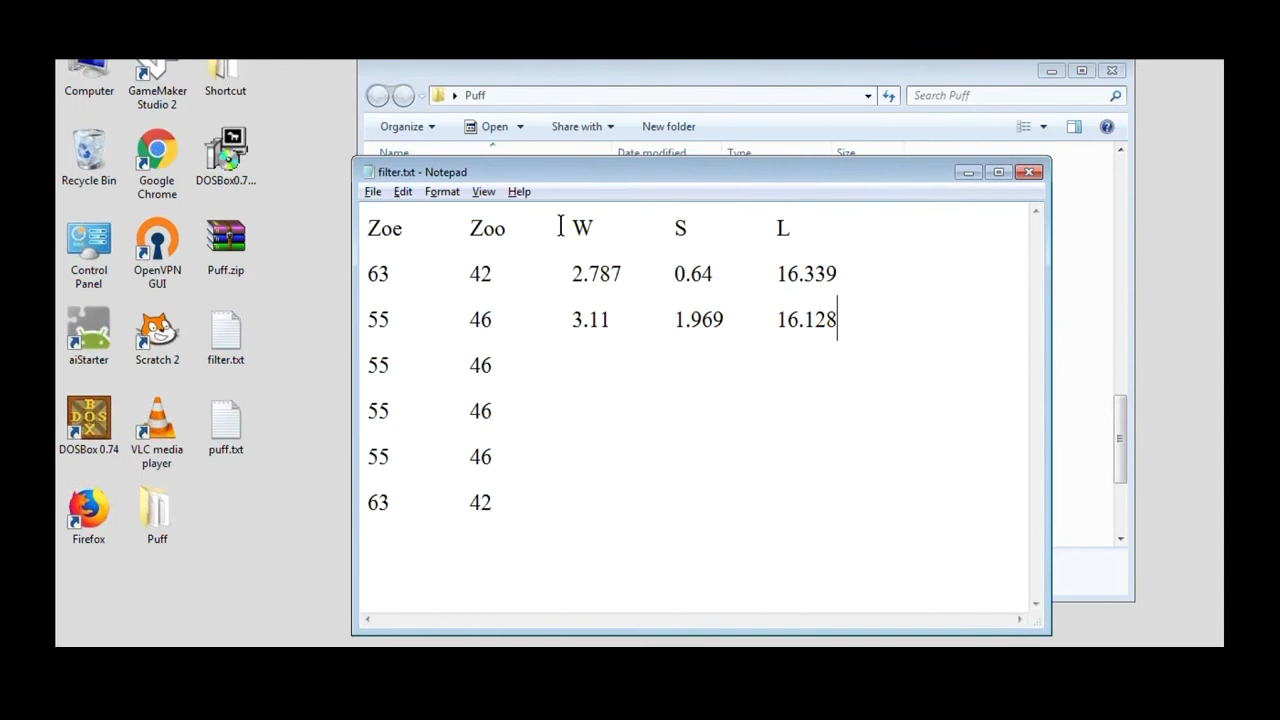 Computer
GameMaker Studio 2
Shortcut
Recycle Bin
Google Chrome
DOSBox0.7...
Control Panel
OpenVPN GUI
Puff.zip
aiStarter
Scratch 2
filter.txt
DOSBox 0.74
VLC media player
puff.txt
Firefox
Puff
Puff
Search Puff
Organize Open Share with New folder
Name Date modified Type Size
filter.txt - Notepad
File Edit Format View Help
Zoe Zoo W S L
63 42 2.787 0.64 16.339
55 46 3.11 1.969 16.128
55 46
55 46
55 46
63 42